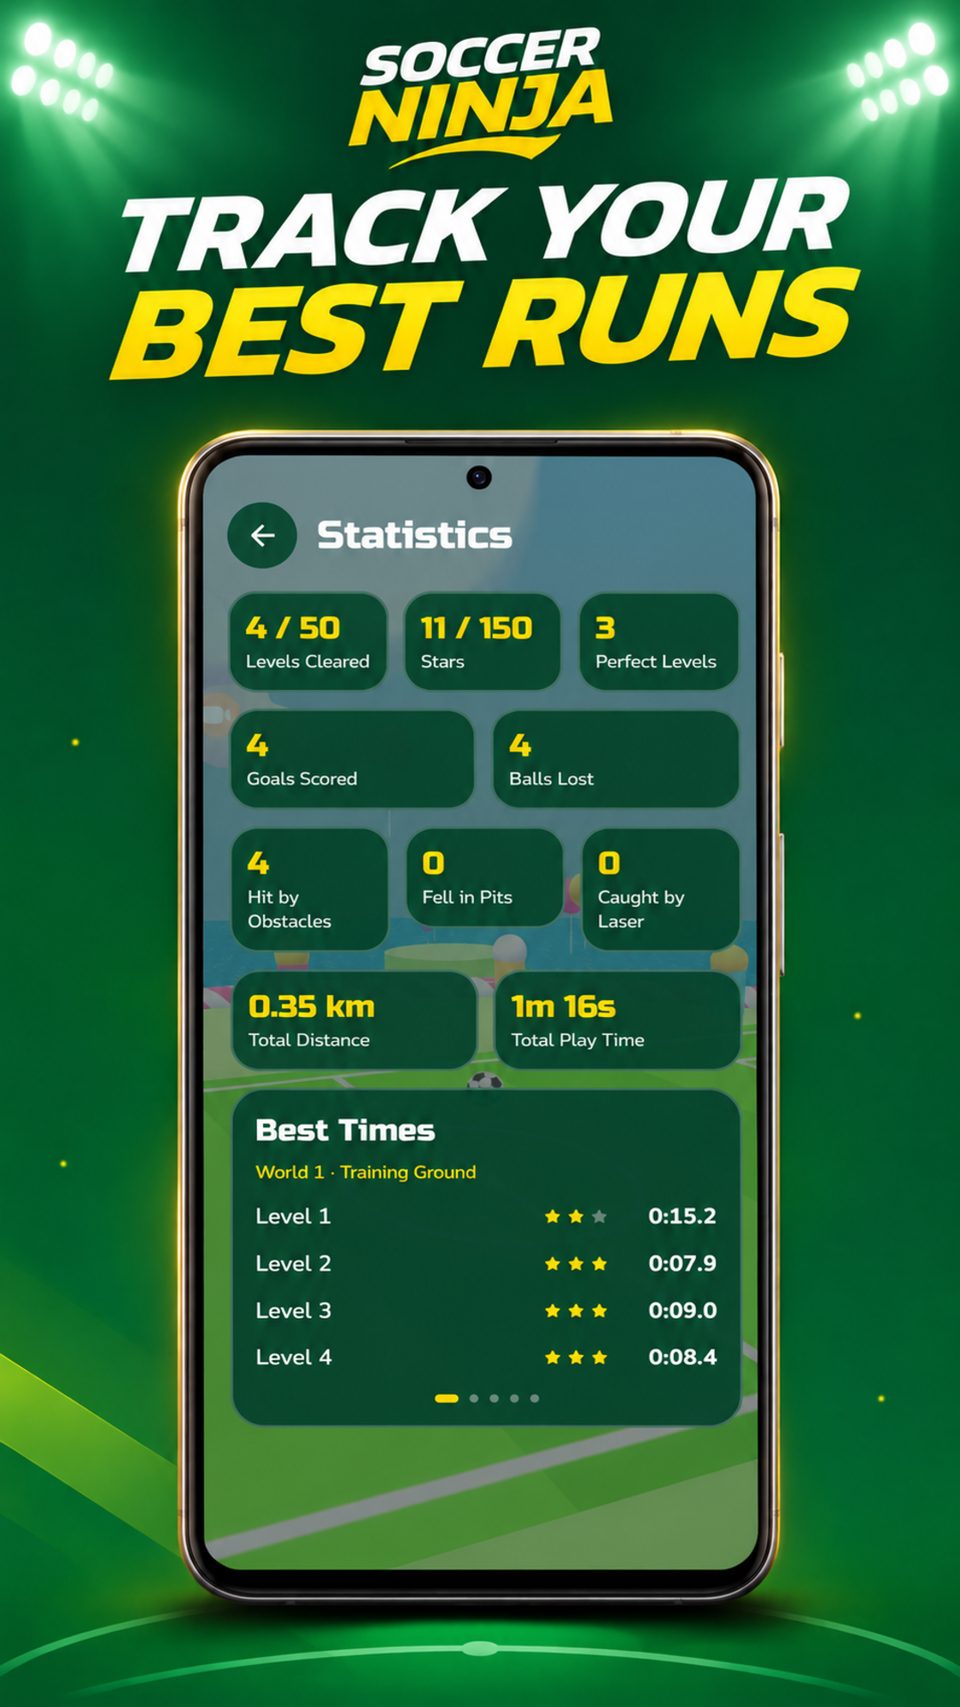 SOCCER
NINJA
TRACK YOUR
BEST RUNS
Statistics
4 / 50
Levels Cleared
11 / 150
Stars
3
Perfect Levels
4
Goals Scored
4
Balls Lost
4
Hit by
Obstacles
0
Fell in Pits
0
Caught by
Laser
0.35 km
Total Distance
1m 16s
Total Play Time
Best Times
World 1 · Training Ground
Level 1 0:15.2
Level 2 0:07.9
Level 3 0:09.0
Level 4 0:08.4